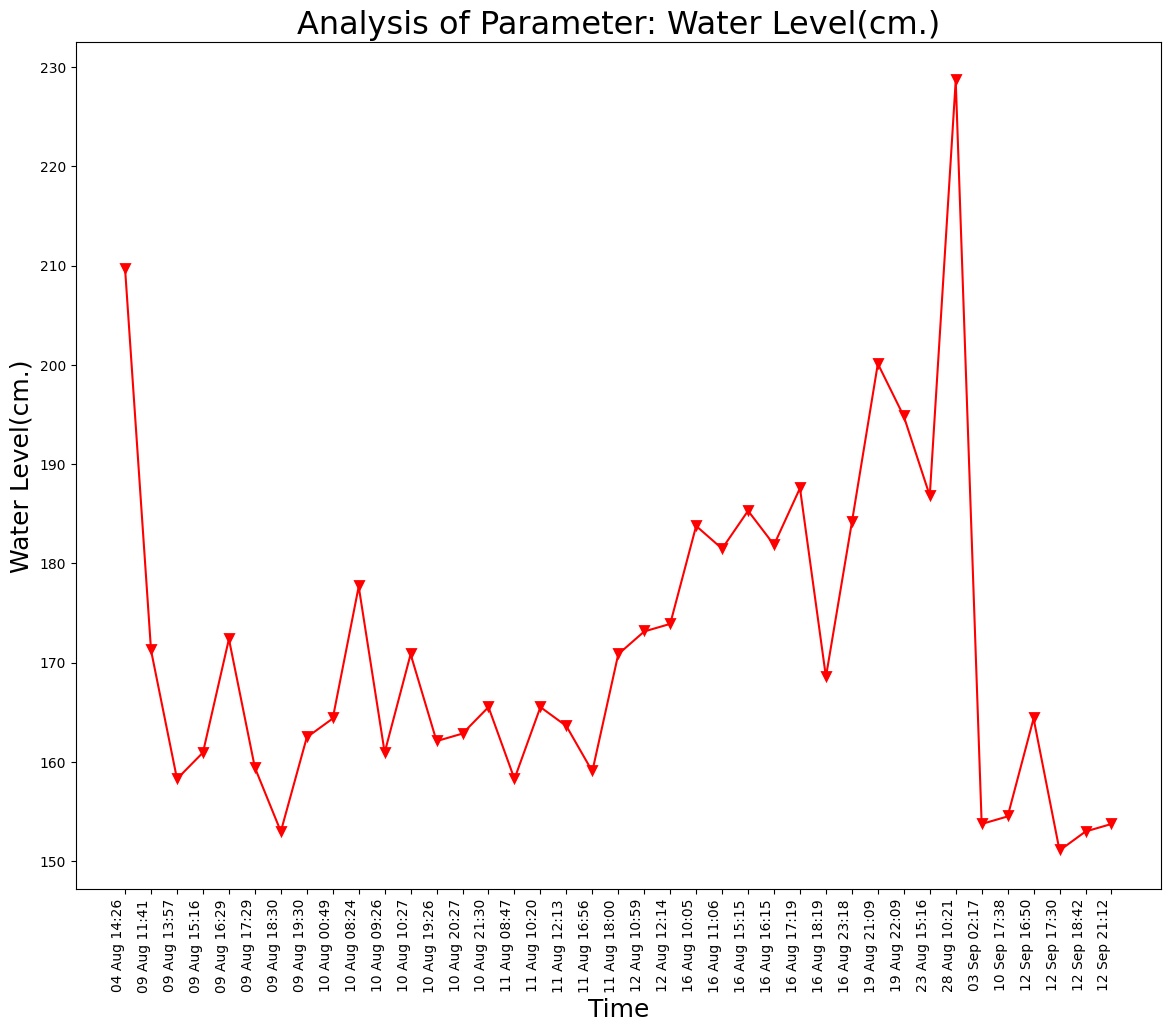 Analysis of Parameter: Water Level(cm.)
Water Level(cm.)
230
220
210
200
190
180
170
160
150
04 Aug 14:26
09 Aug 11:41
09 Aug 13:57
09 Aug 15:16
09 Aug 16:29
09 Aug 17:29
09 Aug 18:30
09 Aug 19:30
10 Aug 00:49
10 Aug 08:24
10 Aug 09:26
10 Aug 10:27
10 Aug 19:26
10 Aug 20:27
10 Aug 21:30
11 Aug 08:47
11 Aug 10:20
11 Aug 12:13
11 Aug 16:56
11 Aug 18:00
12 Aug 10:59
12 Aug 12:14
16 Aug 10:05
16 Aug 11:06
16 Aug 15:15
16 Aug 16:15
16 Aug 17:19
16 Aug 18:19
16 Aug 23:18
19 Aug 21:09
19 Aug 22:09
23 Aug 15:16
28 Aug 10:21
03 Sep 02:17
10 Sep 17:38
12 Sep 16:50
12 Sep 17:30
12 Sep 18:42
12 Sep 21:12
Time